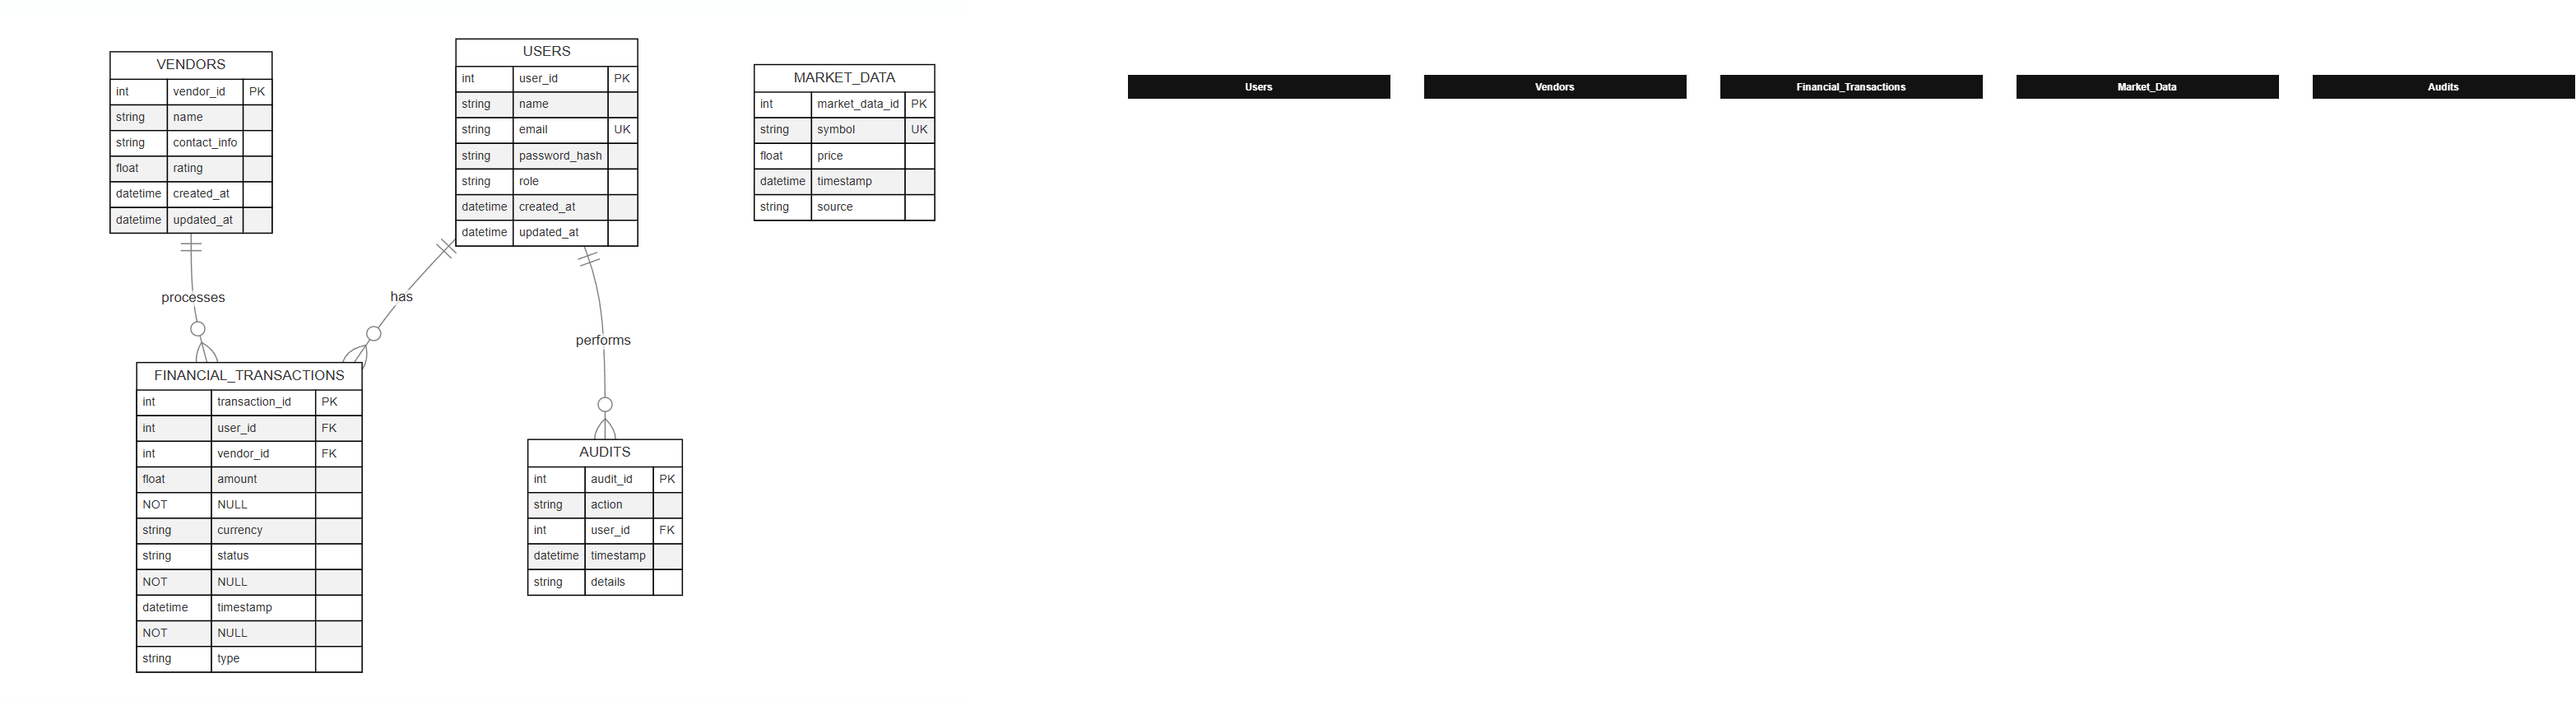 VENDORS
int vendor_id PK
string name
string contact_info
float rating
datetime created_at
datetime updated_at
USERS
int user_id PK
string name
string email UK
string password_hash
string role
datetime created_at
datetime updated_at
MARKET_DATA
int market_data_id PK
string symbol UK
float price
datetime timestamp
string source
processes
has
performs
FINANCIAL_TRANSACTIONS
int transaction_id PK
int user_id FK
int vendor_id FK
float amount
NOT NULL
string currency
string status
NOT NULL
datetime timestamp
NOT NULL
string type
AUDITS
int audit_id PK
string action
int user_id FK
datetime timestamp
string details
Users
Vendors
Financial_Transactions
Market_Data
Audits